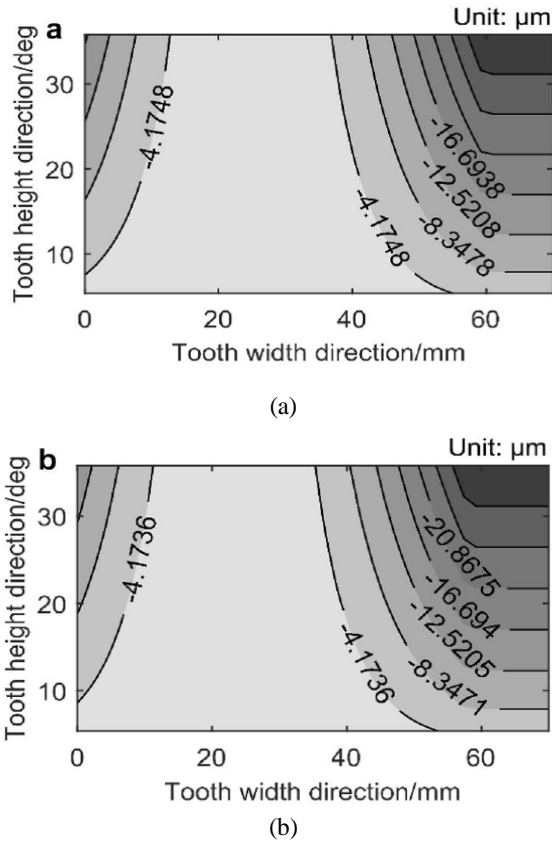 a
Unit: μm
Tooth height direction/deg
30
20
10
-4.1748
-4.1748
-16.6938
-12.5208
-8.3478
0
20
40
60
Tooth width direction/mm
(a)
b
Unit: μm
Tooth height direction/deg
30
20
10
-4.1736
-4.1736
-20.8675
-16.694
-12.5205
-8.3471
0
20
40
60
Tooth width direction/mm
(b)